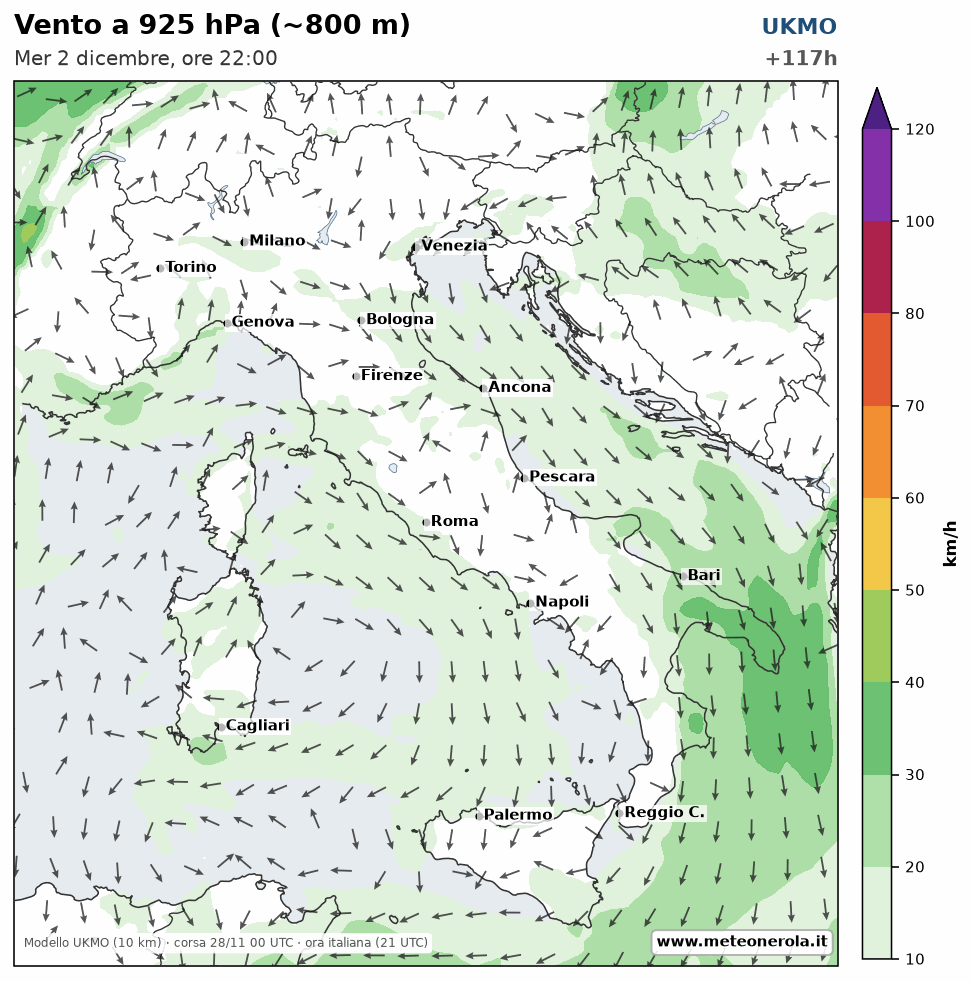 Vento a 925 hPa (~800 m)
UKMO
Mer 2 dicembre, ore 22:00
+117h
Milano
Venezia
Torino
Genova
Bologna
Firenze
Ancona
Pescara
Roma
Bari
Napoli
Cagliari
Palermo
Reggio C.
120
100
80
70
60
50
40
30
20
10
km/h
Modello UKMO (10 km) · corsa 28/11 00 UTC · ora italiana (21 UTC)
www.meteonerola.it